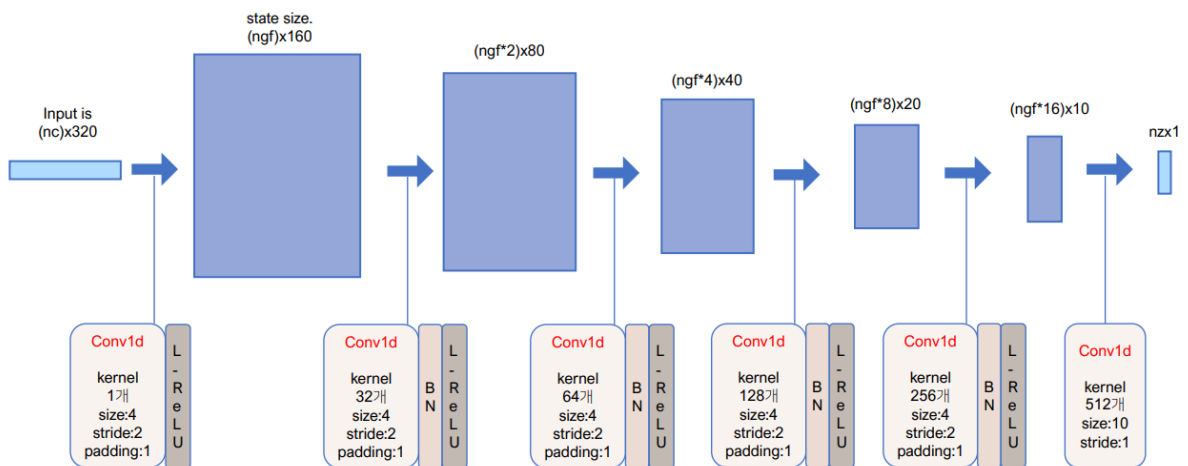 state size.
(ngf)x160
(ngf*2)x80
(ngf*4)x40
(ngf*8)x20
(ngf*16)x10
nzx1
Input is
(nc)x320
Conv1d
kernel
1개
size:4
stride:2
padding:1
L-ReLU
Conv1d
kernel
32개
size:4
stride:2
padding:1
BN
L-ReLU
Conv1d
kernel
64개
size:4
stride:2
padding:1
BN
L-ReLU
Conv1d
kernel
128개
size:4
stride:2
padding:1
BN
L-ReLU
Conv1d
kernel
256개
size:4
stride:2
padding:1
BN
L-ReLU
Conv1d
kernel
512개
size:10
stride:1